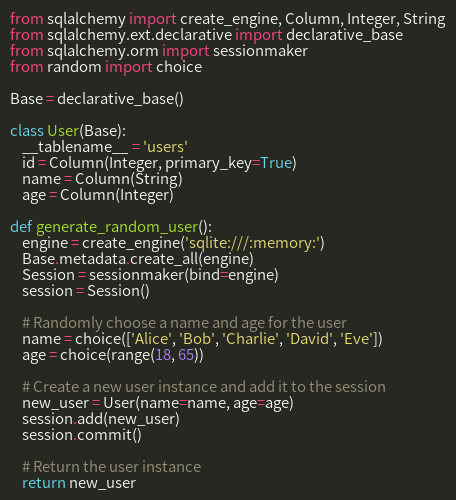 from sqlalchemy import create_engine, Column, Integer, String
from sqlalchemy.ext.declarative import declarative_base
from sqlalchemy.orm import sessionmaker
from random import choice

Base = declarative_base()

class User(Base):
    __tablename__ = 'users'
    id = Column(Integer, primary_key=True)
    name = Column(String)
    age = Column(Integer)

def generate_random_user():
    engine = create_engine('sqlite:///:memory:')
    Base.metadata.create_all(engine)
    Session = sessionmaker(bind=engine)
    session = Session()

    # Randomly choose a name and age for the user
    name = choice(['Alice', 'Bob', 'Charlie', 'David', 'Eve'])
    age = choice(range(18, 65))

    # Create a new user instance and add it to the session
    new_user = User(name=name, age=age)
    session.add(new_user)
    session.commit()

    # Return the user instance
    return new_user